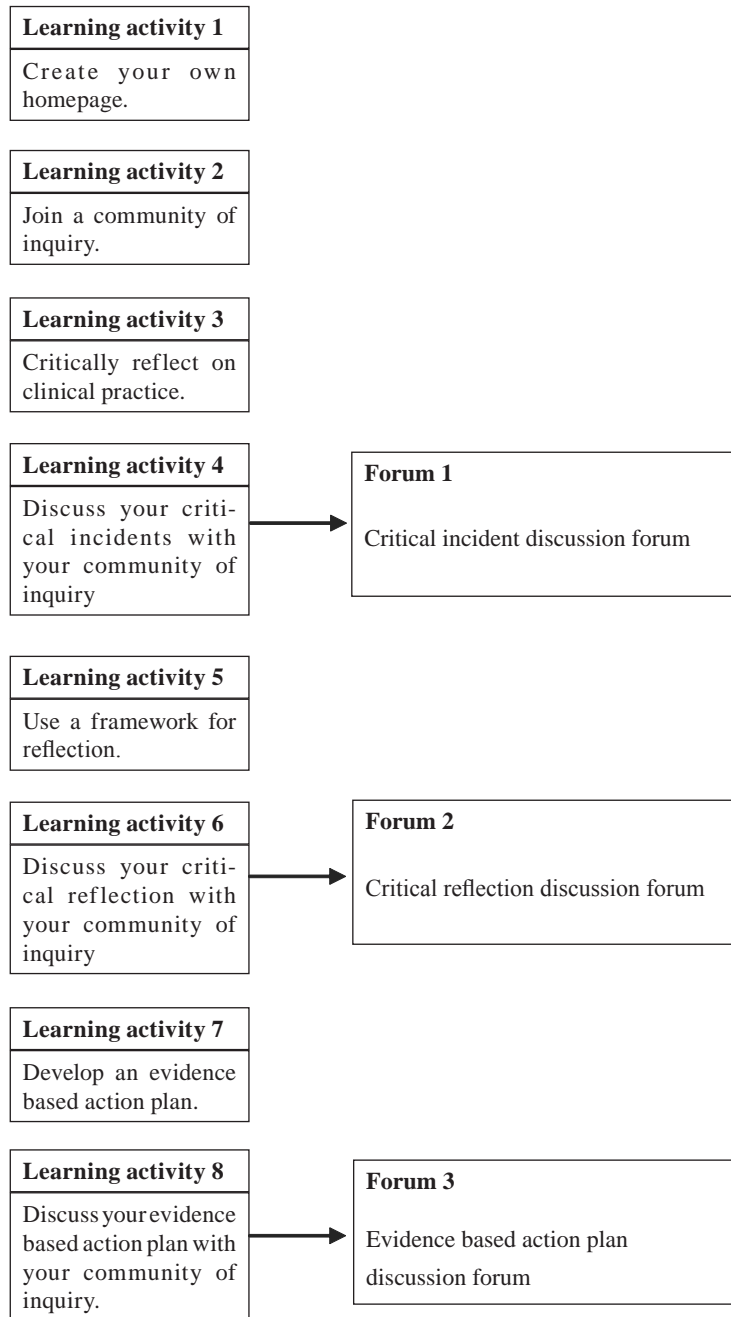 Learning activity 1
Create your own
homepage.
Learning activity 2
Join a community of
inquiry.
Learning activity 3
Critically reflect on
clinical practice.
Learning activity 4
Discuss your criti-
cal incidents with
your community of
inquiry
Forum 1
Critical incident discussion forum
Learning activity 5
Use a framework for
reflection.
Learning activity 6
Discuss your criti-
cal reflection with
your community of
inquiry
Forum 2
Critical reflection discussion forum
Learning activity 7
Develop an evidence
based action plan.
Learning activity 8
Discuss your evidence
based action plan with
your community of
inquiry.
Forum 3
Evidence based action plan
discussion forum